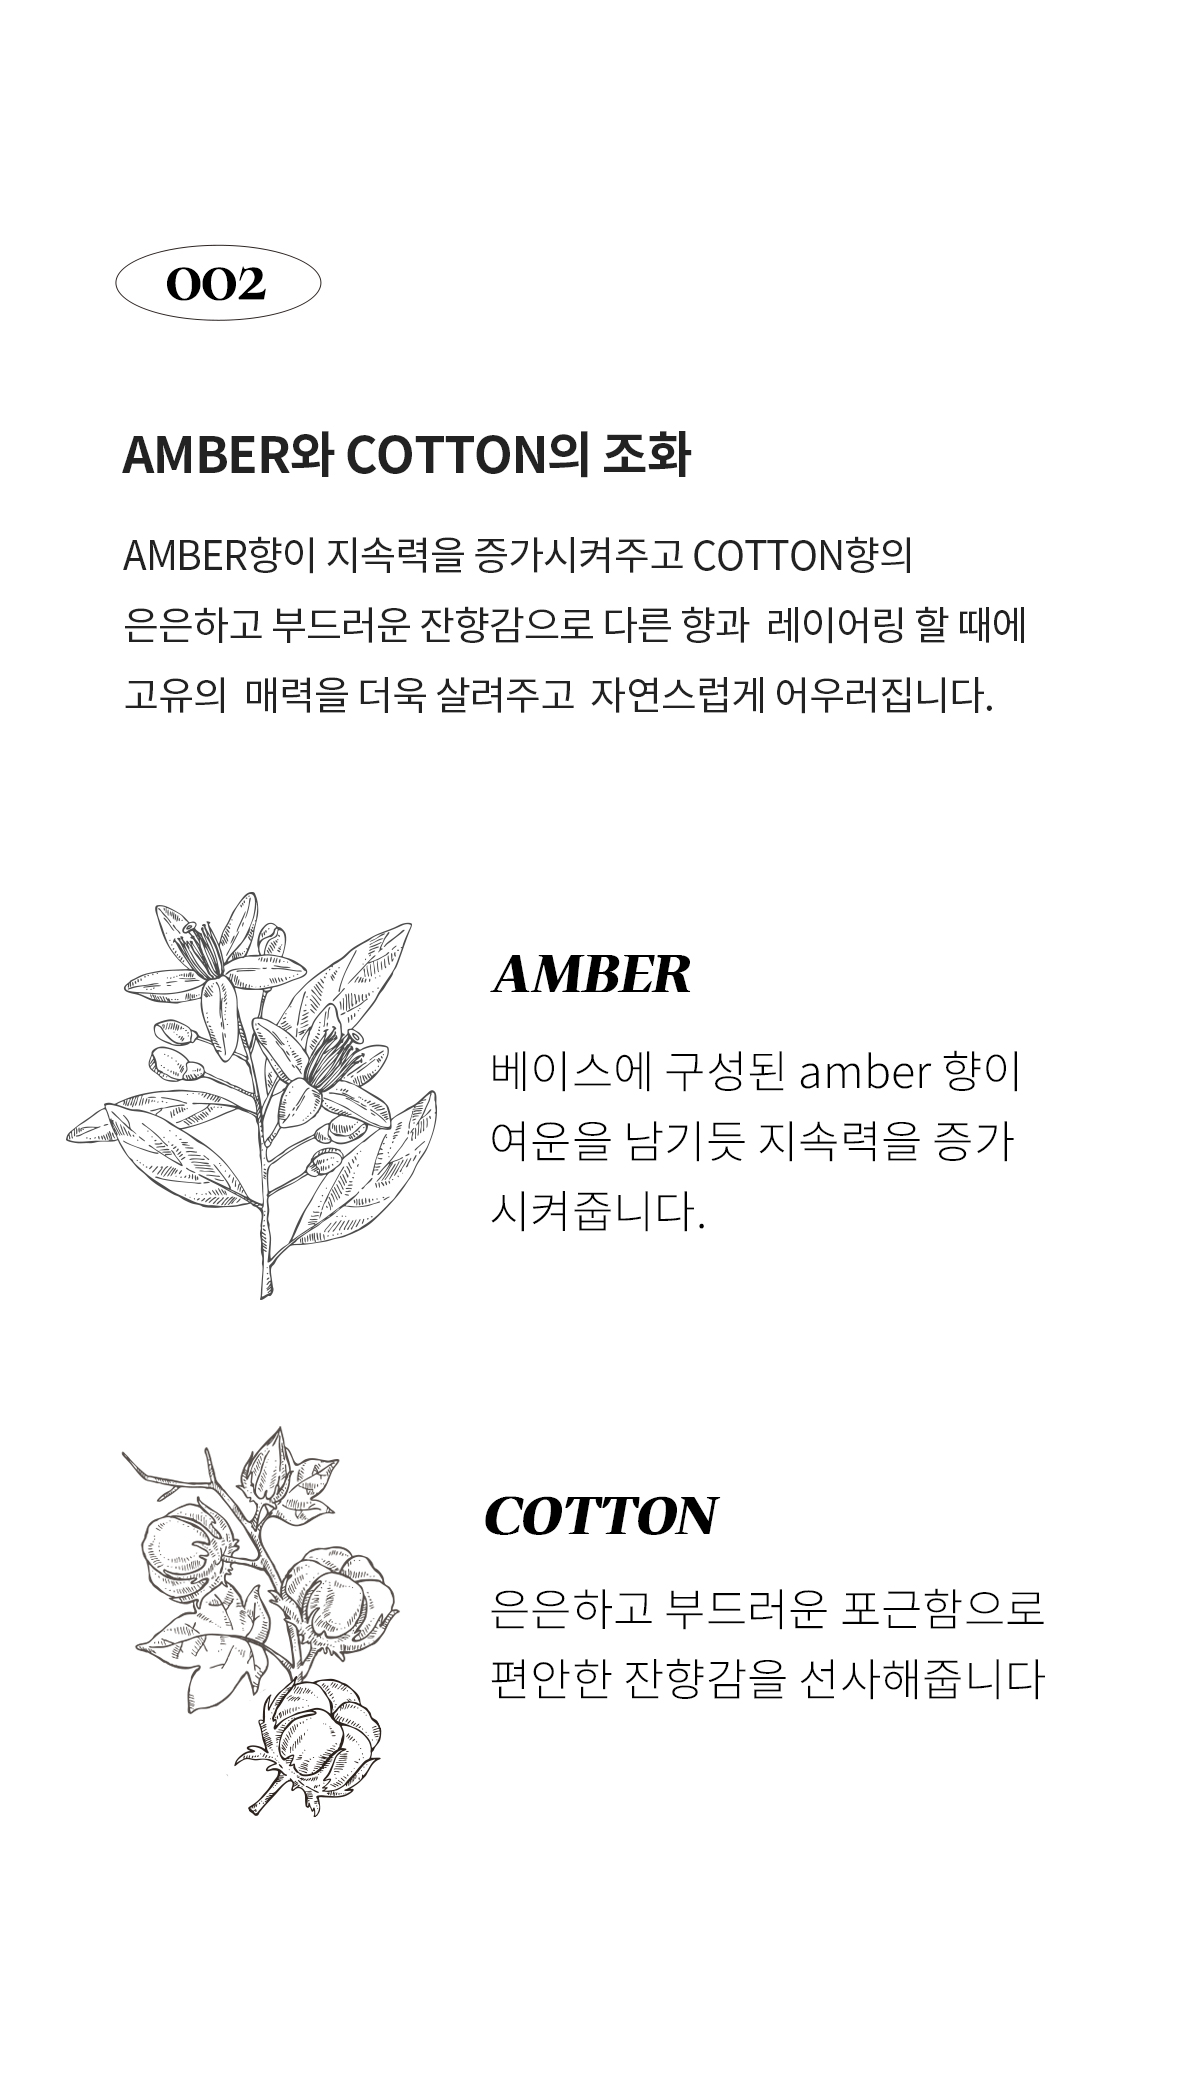 002
AMBER와 COTTON의 조화
AMBER향이 지속력을 증가시켜주고 COTTON향의
은은하고 부드러운 잔향감으로 다른 향과 레이어링 할 때에
고유의 매력을 더욱 살려주고 자연스럽게 어우러집니다.
AMBER
베이스에 구성된 amber 향이
여운을 남기듯 지속력을 증가
시켜줍니다.
COTTON
은은하고 부드러운 포근함으로
편안한 잔향감을 선사해줍니다